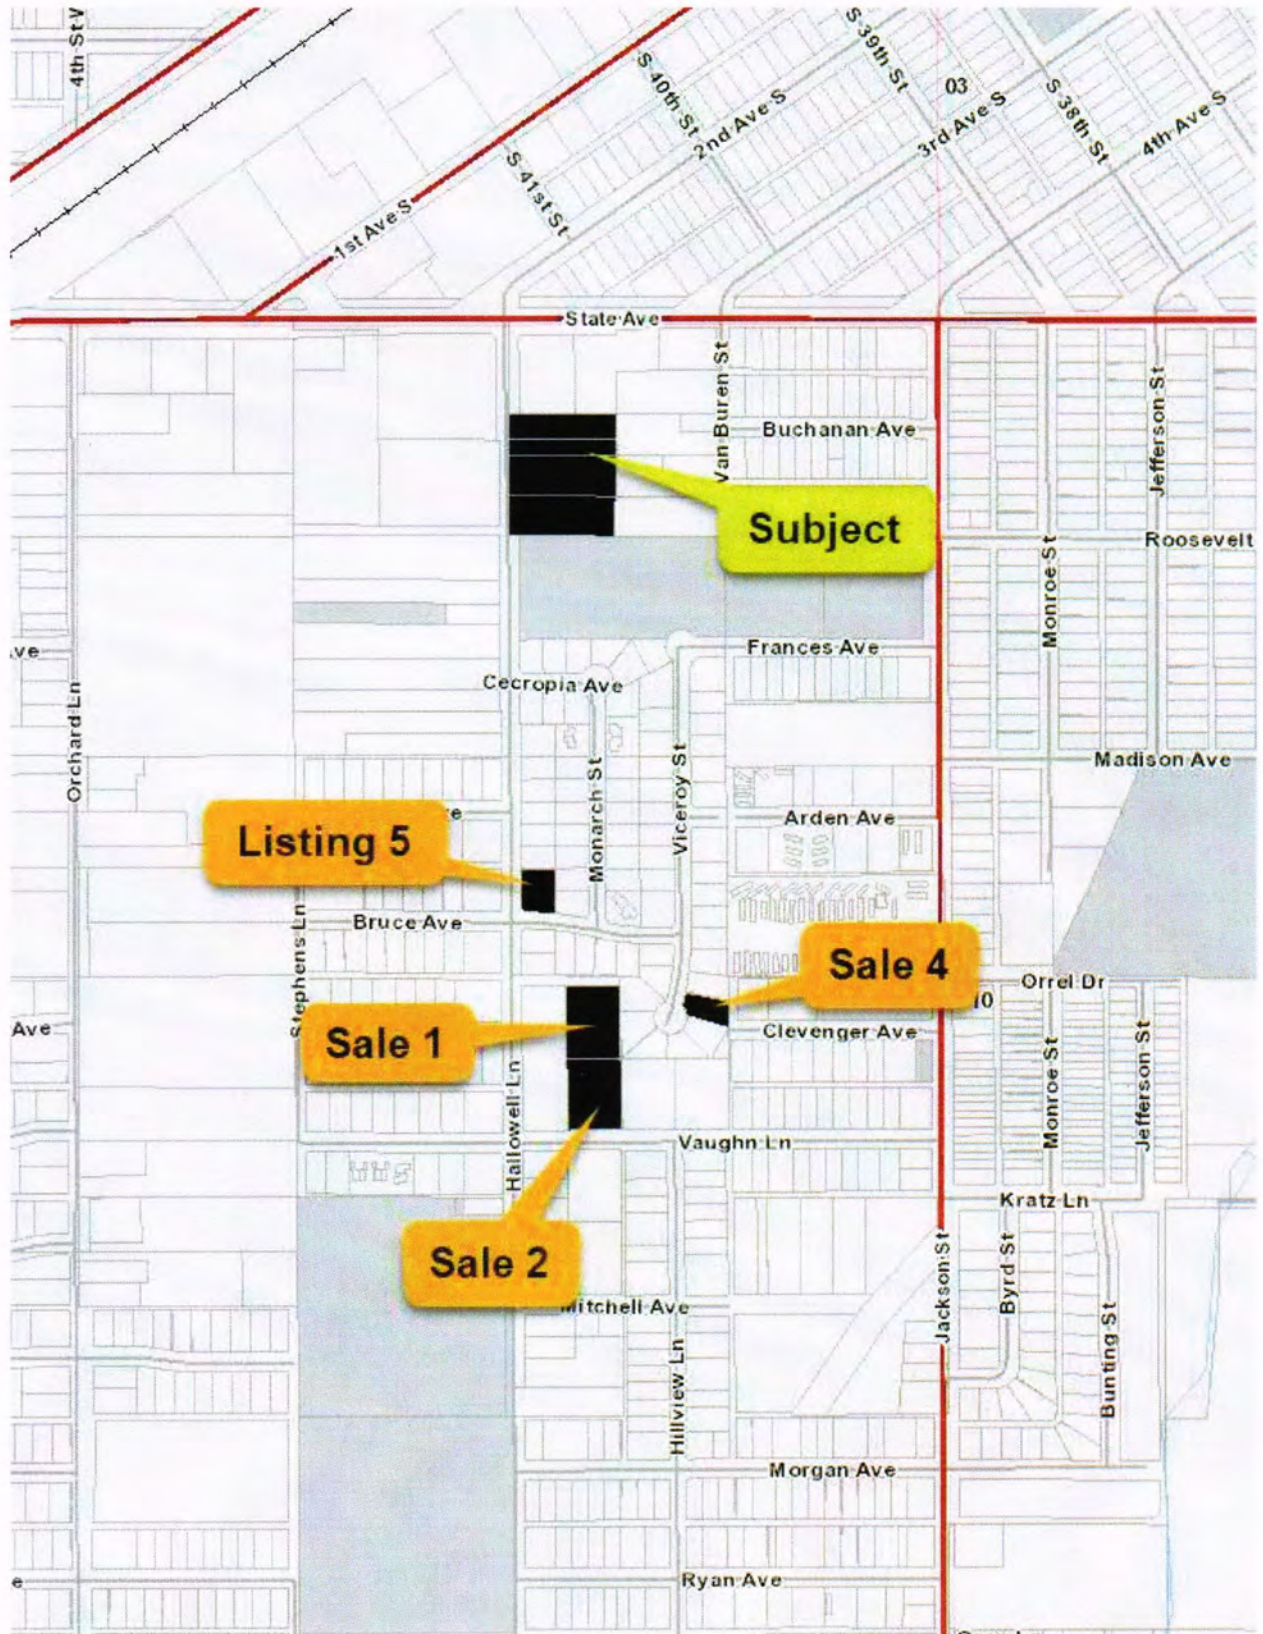 4th St W
S 40th St
S 39th St
03
S 38th St
2nd Ave S
3rd Ave S
4th Ave S
S 41st St
1st Ave S
State Ave
Van Buren St
Buchanan Ave
Jefferson St
Subject
Roosevelt
Monroe St
ve
Frances Ave
Cecropia Ave
Orchard Ln
Monarch St
Viceroy St
Madison Ave
Listing 5
e
Arden Ave
Bruce Ave
Stephens Ln
Sale 4
Orrel Dr
10
Ave
Sale 1
Clevenger Ave
Hallowell Ln
Monroe St
Jefferson St
Vaughn Ln
Kratz Ln
Sale 2
Jackson St
Byrd St
Mitchell Ave
Bunting St
Hillview Ln
Morgan Ave
e
Ryan Ave